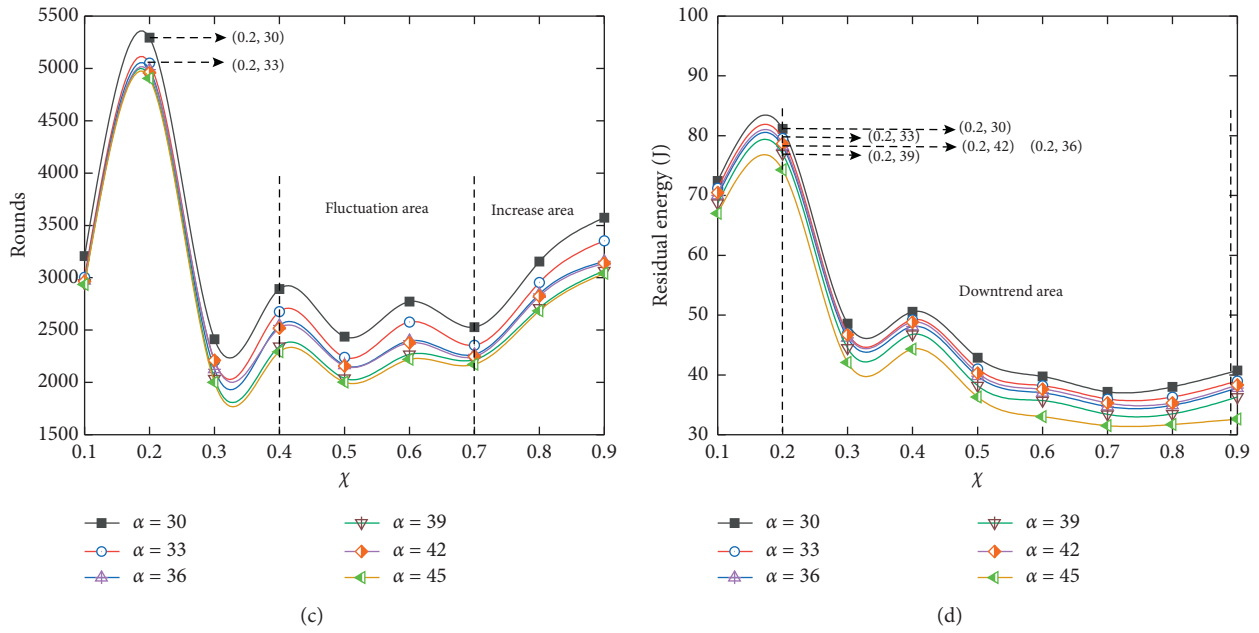 5500
5000
4500
4000
3500
3000
2500
2000
1500
Rounds
(0.2, 30)
(0.2, 33)
Fluctuation area
Increase area
0.1 0.2 0.3 0.4 0.5 0.6 0.7 0.8 0.9
χ
α = 30
α = 33
α = 36
α = 39
α = 42
α = 45
(c)
100
90
80
70
60
50
40
30
Residual energy (J)
(0.2, 30)
(0.2, 33)
(0.2, 42) (0.2, 36)
(0.2, 39)
Downtrend area
0.1 0.2 0.3 0.4 0.5 0.6 0.7 0.8 0.9
χ
α = 30
α = 33
α = 36
α = 39
α = 42
α = 45
(d)